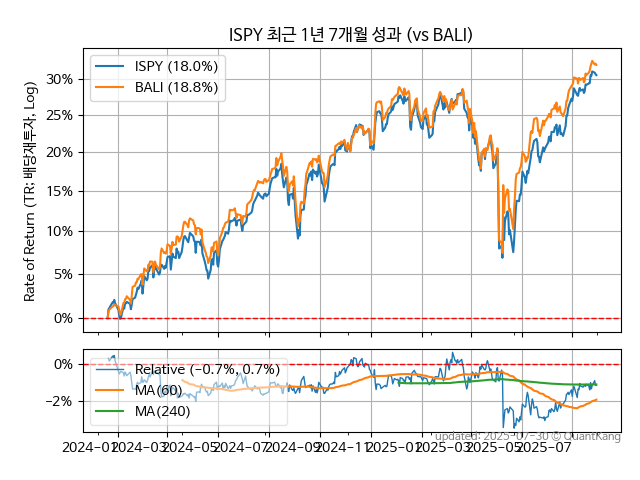 ISPY 최근 1년 7개월 성과 (vs BALI)
Rate of Return (TR: 배당재투자, Log)
ISPY (18.0%)
BALI (18.8%)
30%
25%
20%
15%
10%
5%
0%
Relative (−0.7%, 0.7%)
MA(60)
MA(240)
0%
−2%
2024-01
2024-03
2024-05
2024-07
2024-09
2024-11
2025-01
2025-03
2025-05
2025-07
updated: 2025-07-30 © QuantKang